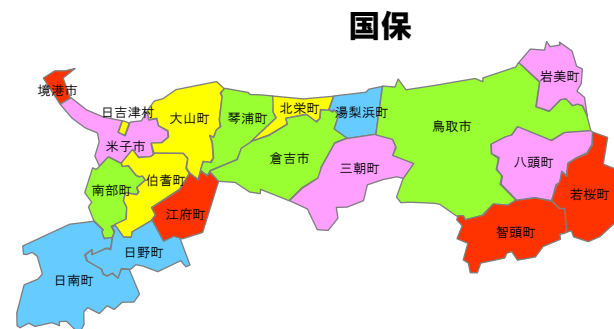 国保
岩美町
境港市
日吉津村
大山町
琴浦町
北栄町
湯梨浜町
鳥取市
米子市
倉吉市
三朝町
八頭町
南部町
伯耆町
若桜町
江府町
智頭町
日野町
日南町